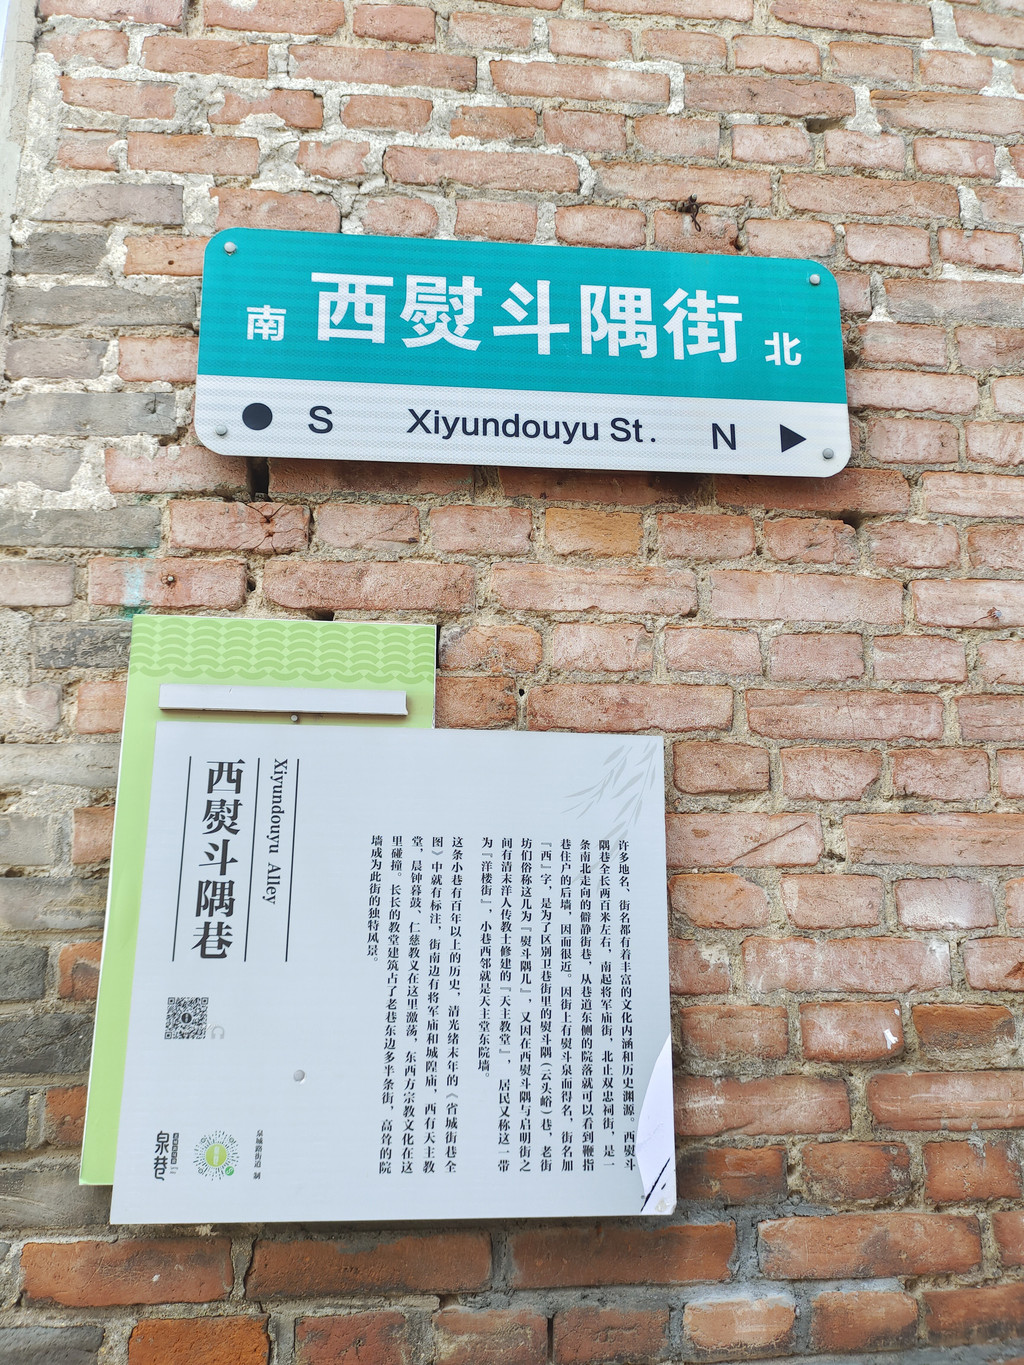 西熨斗隅街
南
北
S
Xiyundouyu St.
N
西熨斗隅巷
Xiyundouyu Alley
许多地名、街名都有着丰富的文化内涵和历史渊源。西熨斗
隅巷全长两百米左右，南起将军庙街，北止双忠祠街，是一
条南北走向的僻静街巷，从巷道东侧的院落就可以看到鞭指
巷住户的后墙，因而很近。因街上有熨斗泉而得名，街名加
『西』字，是为了区别卫巷街里的熨斗隅（云头峪）巷，老街
坊们俗称这儿为『熨斗隅儿』，又因在西熨斗隅与启明街之
间有清末洋人传教士修建的『天主教堂』，居民又称这一带
为『洋楼街』，小巷西邻就是天主堂东院墙。
这条小巷有百年以上的历史，清光绪末年的《省城街巷全
图》中就有标注，街南边有将军庙和城隍庙，西有天主教
堂，晨钟暮鼓、仁慈教义在这里激荡，东西方宗教文化在这
里碰撞。长长的教堂建筑占了老巷东边多半条街，高耸的院
墙成为此街的独特风景。
泉巷
泉城路街道 制